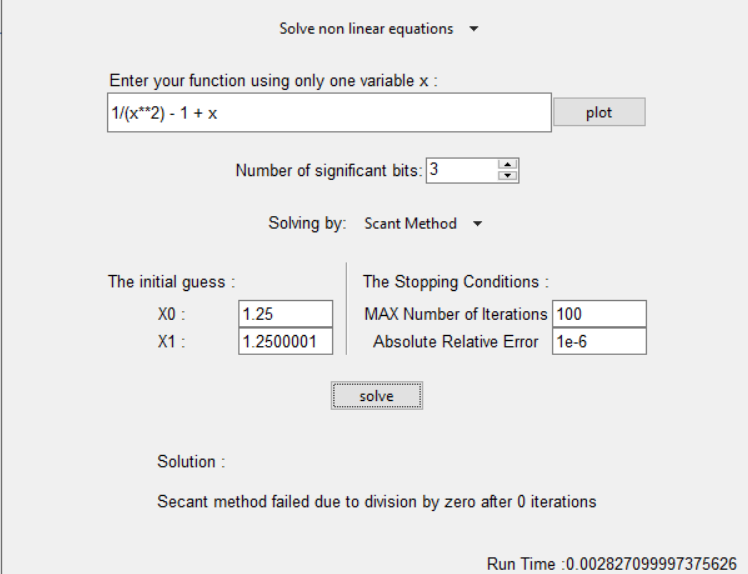 Solve non linear equations
Enter your function using only one variable x :
1/(x**2) - 1 + x
plot
Number of significant bits: 3
Solving by: Scant Method
The initial guess :
The Stopping Conditions :
X0 : 1.25
MAX Number of Iterations 100
X1 : 1.2500001
Absolute Relative Error 1e-6
solve
Solution :
Secant method failed due to division by zero after 0 iterations
Run Time :0.002827099997375626